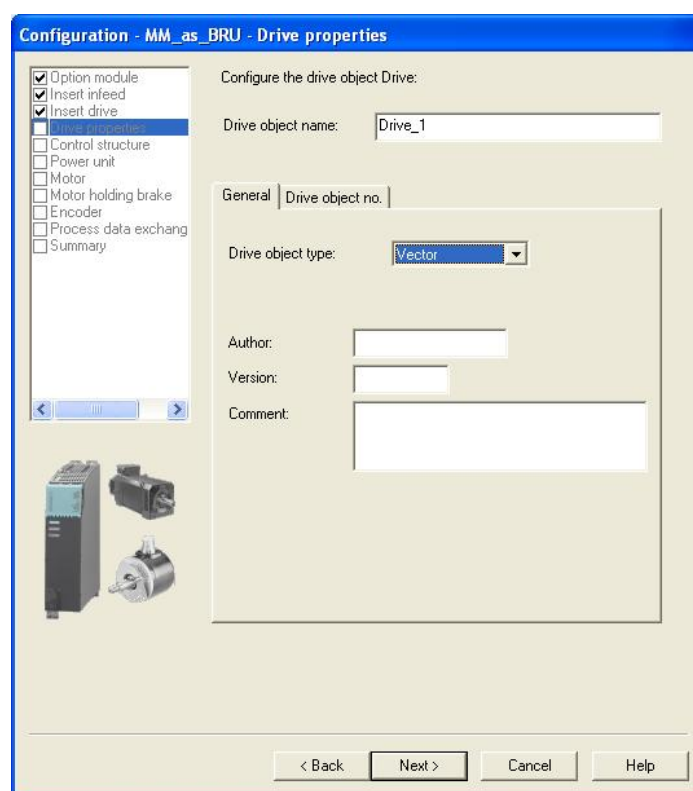 Configuration - MM_as_BRU - Drive properties
Option module
Insert infeed
Insert drive
Drive properties
Control structure
Power unit
Motor
Motor holding brake
Encoder
Process data exchang
Summary
Configure the drive object Drive:
Drive object name: Drive_1
General Drive object no.
Drive object type: Vector
Author:
Version:
Comment:
< Back Next > Cancel Help